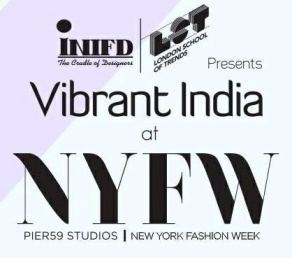 INIFD
The Cradle of Designers
LST
LONDON SCHOOL
OF TRENDS
Presents
Vibrant India
at
NYFW
PIER59 STUDIOS | NEW YORK FASHION WEEK